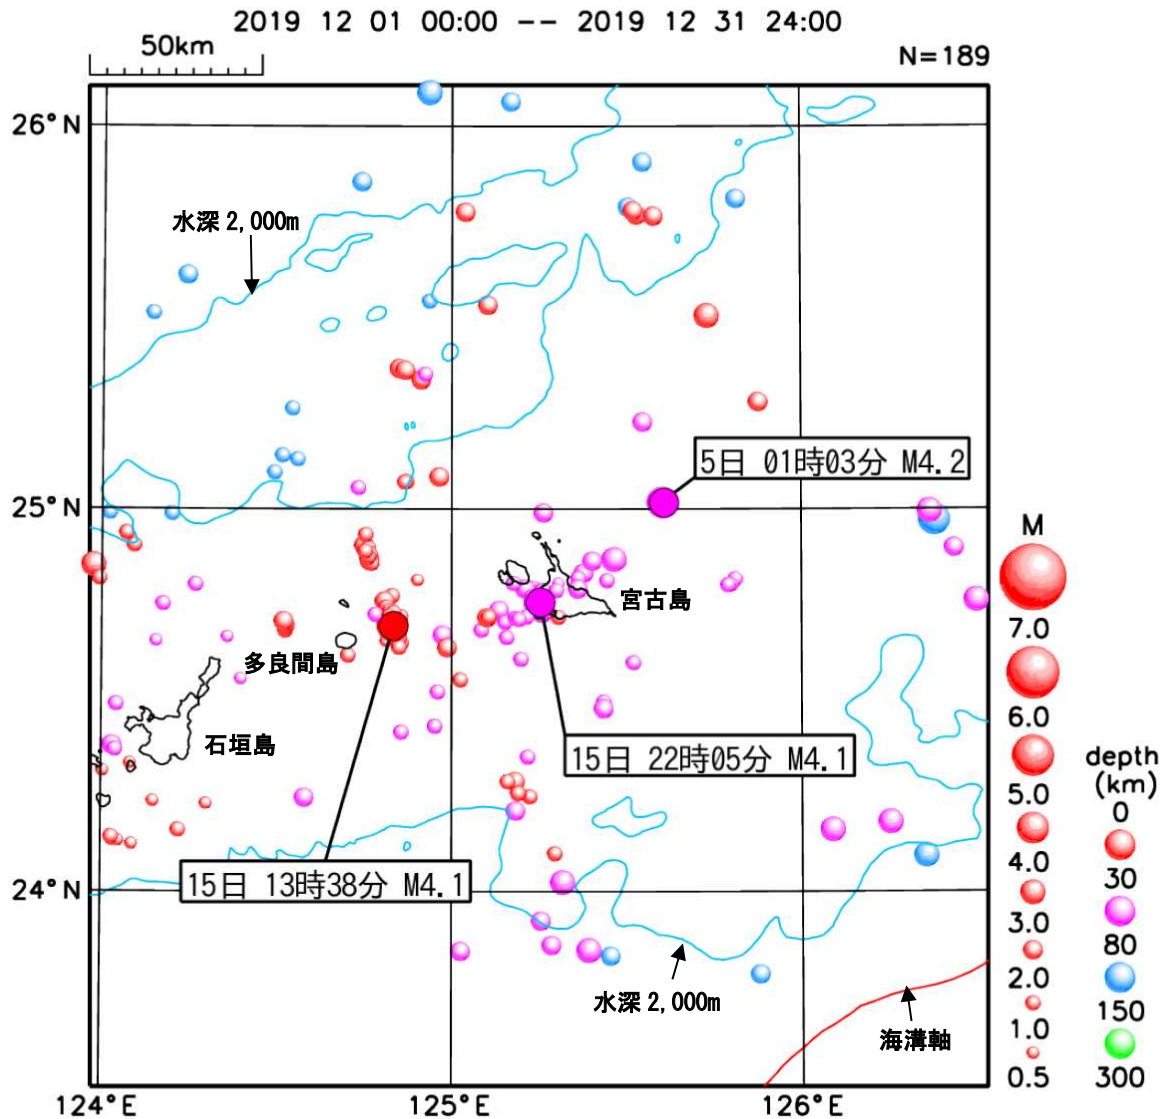 2019 12 01 00:00 -- 2019 12 31 24:00
50km
N=189
26°N
水深 2,000m
5日 01時03分 M4.2
25°N
M
宮古島
7.0
多良間島
6.0
石垣島
15日 22時05分 M4.1
depth
(km)
5.0
0
4.0
15日 13時38分 M4.1
24°N
30
3.0
80
2.0
水深 2,000m
150
1.0
海溝軸
0.5
300
124°E
125°E
126°E